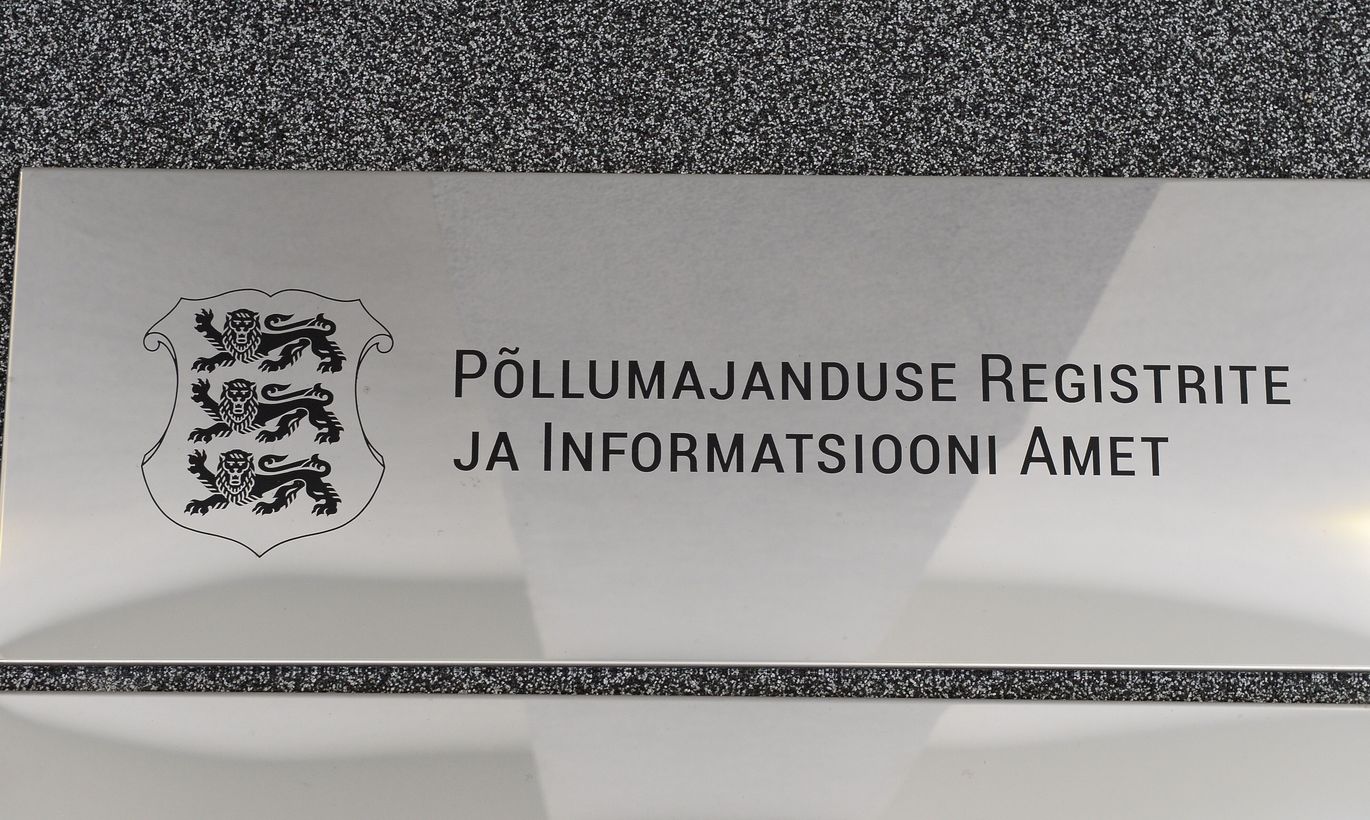 Põllumajanduse Registrite
ja Informatsiooni Amet